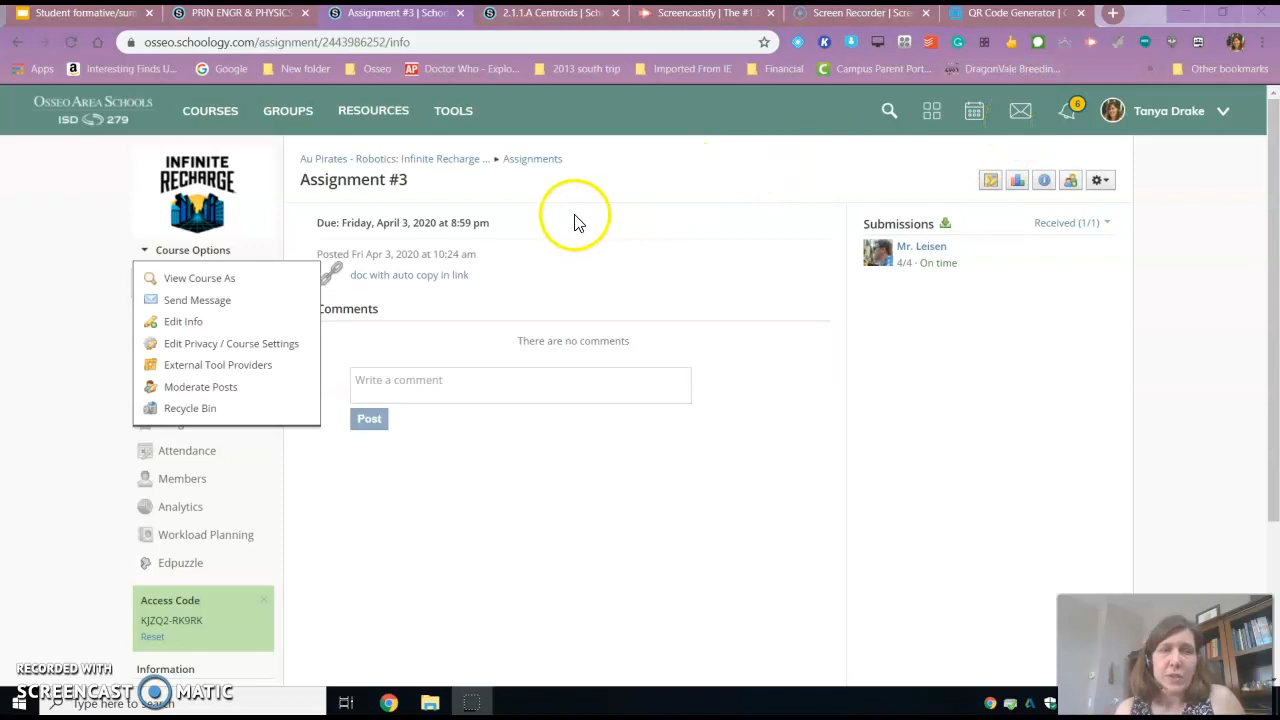 Student formative/sum
PRIN ENGR & PHYSICS
Assignment #3 | Schoo
2.1.1.A Centroids | Sch
Screencastify | The #1 S
Screen Recorder | Scre
QR Code Generator | C
osseo.schoology.com/assignment/2443986252/info
Apps
Interesting Finds U...
Google
New folder
Osseo
Doctor Who - Explo...
2013 south trip
Imported From IE
Financial
Campus Parent Port...
DragonVale Breedin...
Other bookmarks
OSSEO AREA SCHOOLS
ISD 279
COURSES
GROUPS
RESOURCES
TOOLS
6
Tanya Drake
INFINITE
RECHARGE
Au Pirates - Robotics: Infinite Recharge ... ▸ Assignments
Assignment #3
Due: Friday, April 3, 2020 at 8:59 pm
Posted Fri Apr 3, 2020 at 10:24 am
doc with auto copy in link
Comments
There are no comments
Write a comment
Post
Submissions
Received (1/1)
Mr. Leisen
4/4 · On time
Course Options
View Course As
Send Message
Edit Info
Edit Privacy / Course Settings
External Tool Providers
Moderate Posts
Recycle Bin
Attendance
Members
Analytics
Workload Planning
Edpuzzle
Access Code
KJZQ2-RK9RK
Reset
Information
RECORDED WITH
SCREENCAST MATIC
Type here to search